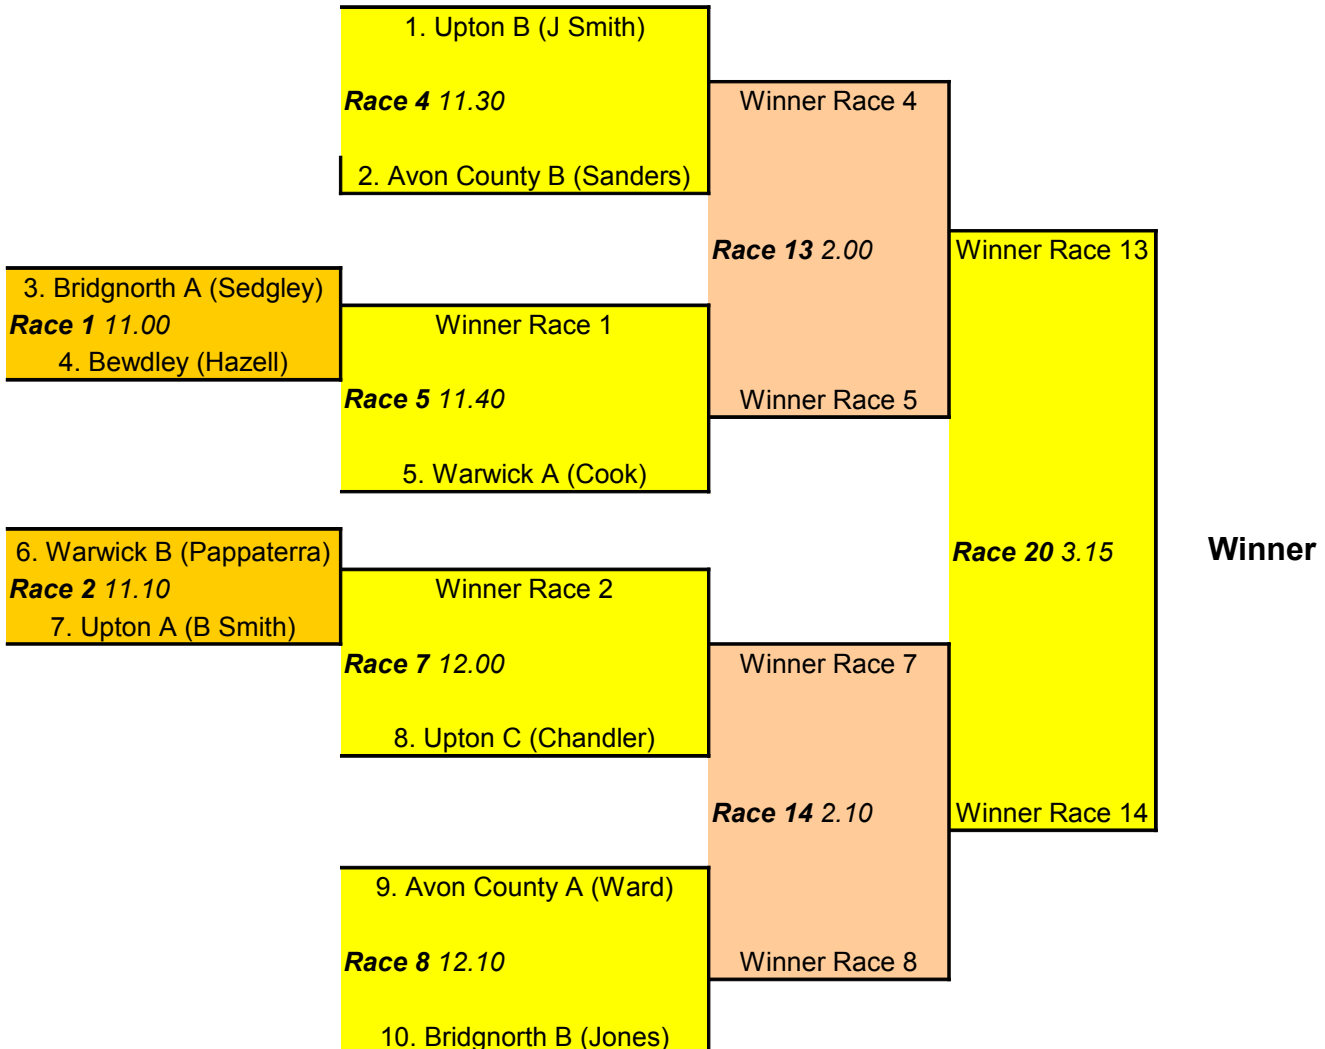 1. Upton B (J Smith)
Race 4 11.30
Winner Race 4
2. Avon County B (Sanders)
Race 13 2.00
Winner Race 13
3. Bridgnorth A (Sedgley)
Race 1 11.00
Winner Race 1
4. Bewdley (Hazell)
Race 5 11.40
Winner Race 5
5. Warwick A (Cook)
6. Warwick B (Pappaterra)
Race 20 3.15
Winner
Race 2 11.10
Winner Race 2
7. Upton A (B Smith)
Race 7 12.00
Winner Race 7
8. Upton C (Chandler)
Race 14 2.10
Winner Race 14
9. Avon County A (Ward)
Race 8 12.10
Winner Race 8
10. Bridgnorth B (Jones)